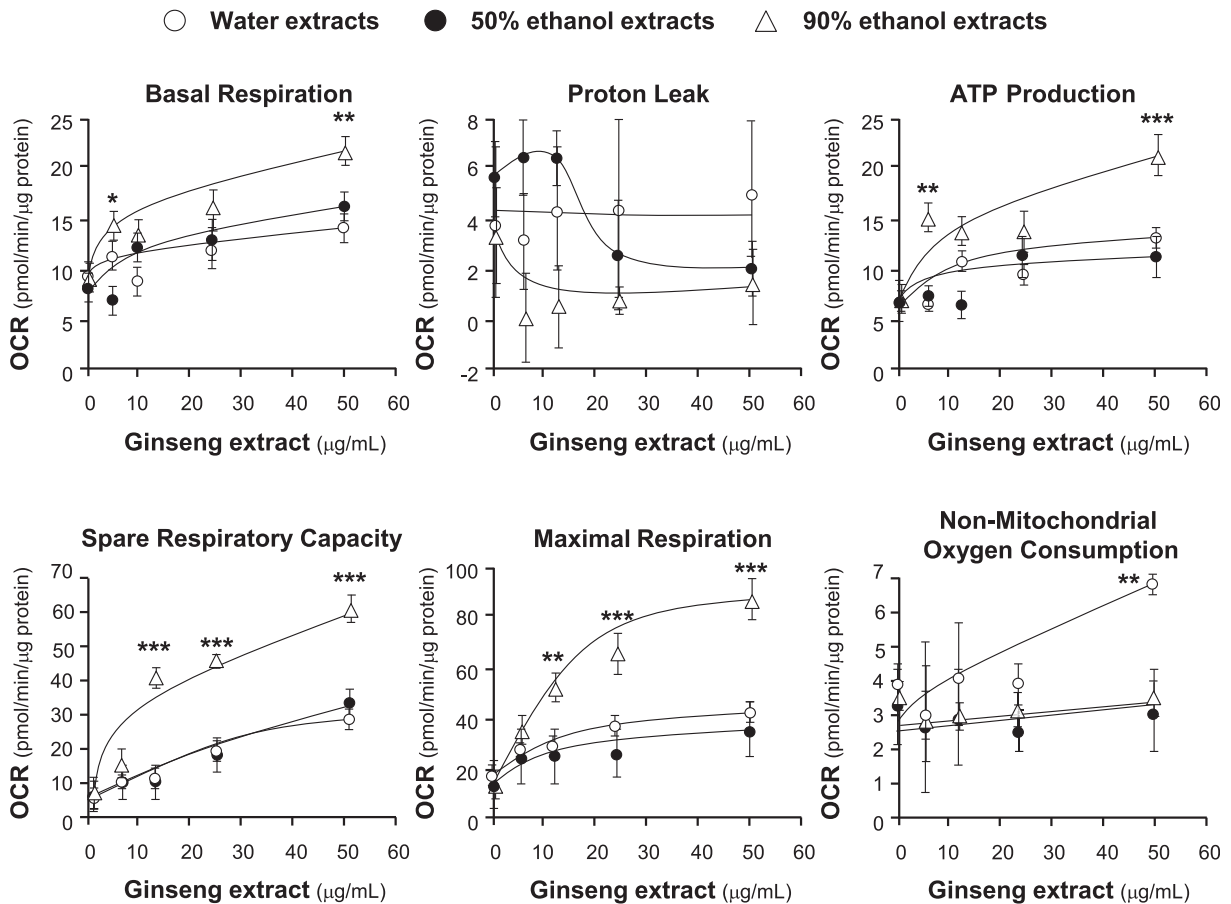 Water extracts 50% ethanol extracts 90% ethanol extracts
Basal Respiration
OCR (pmol/min/μg protein)
25
20
15
10
5
0
*
**
0 10 20 30 40 50 60
Ginseng extract (μg/mL)
Proton Leak
OCR (pmol/min/μg protein)
8
6
4
2
0
-2
0 10 20 30 40 50 60
Ginseng extract (μg/mL)
ATP Production
OCR (pmol/min/μg protein)
25
20
15
10
5
0
**
***
0 10 20 30 40 50 60
Ginseng extract (μg/mL)
Spare Respiratory Capacity
OCR (pmol/min/μg protein)
70
60
50
40
30
20
10
0
***
***
***
0 10 20 30 40 50 60
Ginseng extract (μg/mL)
Maximal Respiration
OCR (pmol/min/μg protein)
100
80
60
40
20
0
**
***
***
0 10 20 30 40 50 60
Ginseng extract (μg/mL)
Non-Mitochondrial
Oxygen Consumption
OCR (pmol/min/μg protein)
7
6
5
4
3
2
1
0
**
0 10 20 30 40 50 60
Ginseng extract (μg/mL)